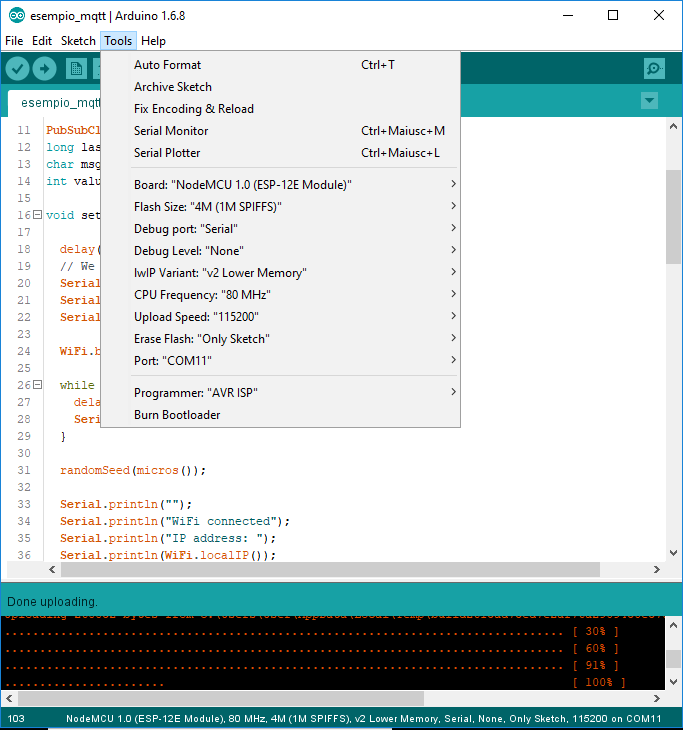 esempio_mqtt | Arduino 1.6.8
File Edit Sketch Tools Help
Auto Format Ctrl+T
Archive Sketch
Fix Encoding & Reload
Serial Monitor Ctrl+Maiusc+M
Serial Plotter Ctrl+Maiusc+L
Board: "NodeMCU 1.0 (ESP-12E Module)"
Flash Size: "4M (1M SPIFFS)"
Debug port: "Serial"
Debug Level: "None"
lwIP Variant: "v2 Lower Memory"
CPU Frequency: "80 MHz"
Upload Speed: "115200"
Erase Flash: "Only Sketch"
Port: "COM11"
Programmer: "AVR ISP"
Burn Bootloader
esempio_mqtt
11 PubSubCl
12 long las
13 char msg
14 int valu
15
16 void set
17
18 delay(
19 // We
20 Serial
21 Serial
22 Serial
23
24 WiFi.b
25
26 while
27 dela
28 Seri
29 }
30
31 randomSeed(micros());
32
33 Serial.println("");
34 Serial.println("WiFi connected");
35 Serial.println("IP address: ");
36 Serial.println(WiFi.localIP());
Done uploading.
................................................................................ [ 30% ]
................................................................................ [ 60% ]
................................................................................ [ 91% ]
....................... [ 100% ]
103 NodeMCU 1.0 (ESP-12E Module), 80 MHz, 4M (1M SPIFFS), v2 Lower Memory, Serial, None, Only Sketch, 115200 on COM11